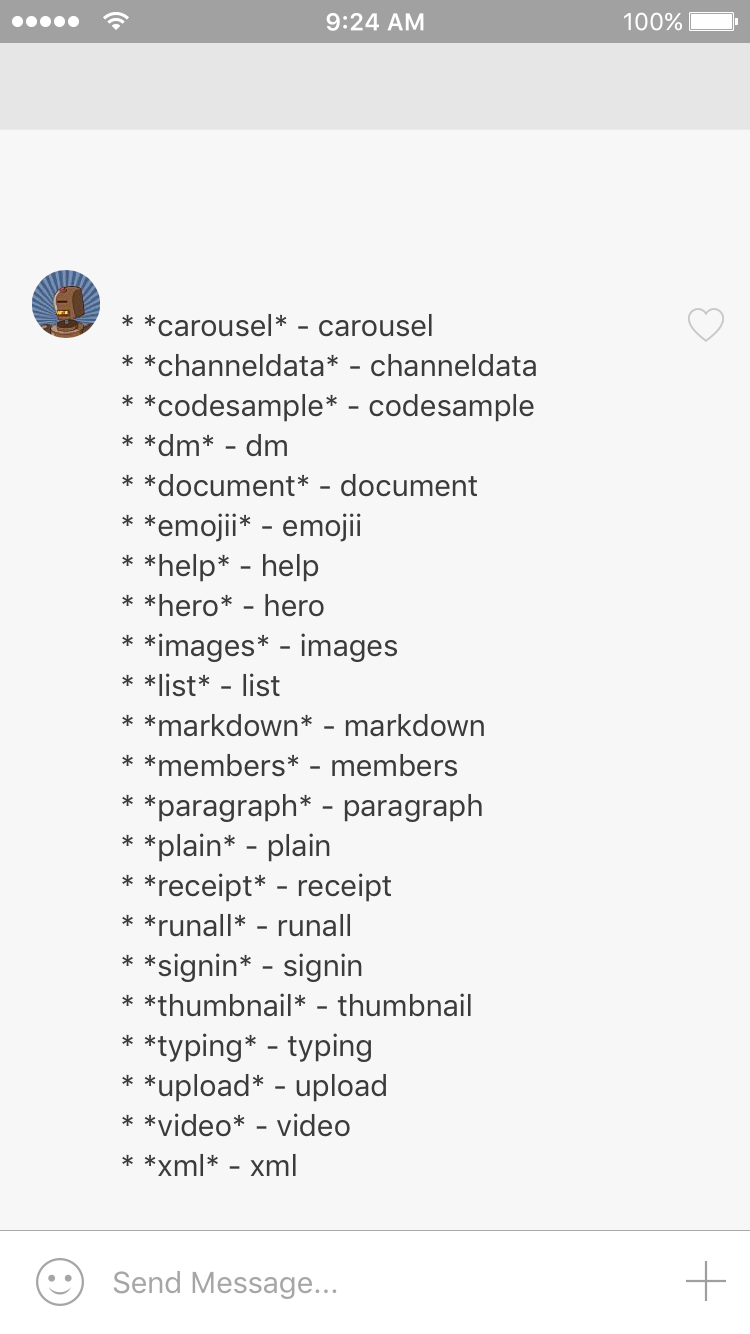 9:24 AM 100%
* *carousel* - carousel
* *channeldata* - channeldata
* *codesample* - codesample
* *dm* - dm
* *document* - document
* *emojii* - emojii
* *help* - help
* *hero* - hero
* *images* - images
* *list* - list
* *markdown* - markdown
* *members* - members
* *paragraph* - paragraph
* *plain* - plain
* *receipt* - receipt
* *runall* - runall
* *signin* - signin
* *thumbnail* - thumbnail
* *typing* - typing
* *upload* - upload
* *video* - video
* *xml* - xml
Send Message...